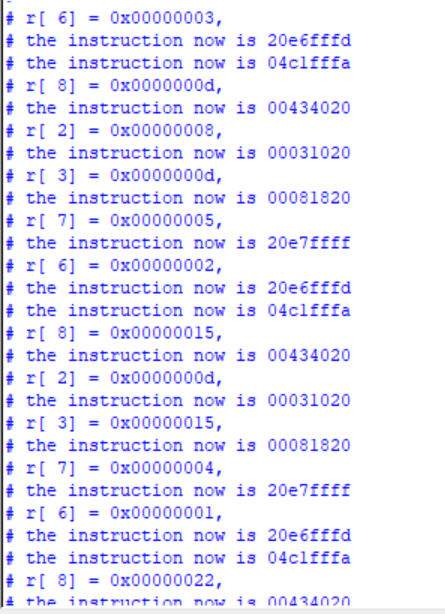 # r[ 6] = 0x00000003,
# the instruction now is 20e6fffd
# the instruction now is 04c1fffa
# r[ 8] = 0x0000000d,
# the instruction now is 00434020
# r[ 2] = 0x00000008,
# the instruction now is 00031020
# r[ 3] = 0x0000000d,
# the instruction now is 00081820
# r[ 7] = 0x00000005,
# the instruction now is 20e7ffff
# r[ 6] = 0x00000002,
# the instruction now is 20e6fffd
# the instruction now is 04c1fffa
# r[ 8] = 0x00000015,
# the instruction now is 00434020
# r[ 2] = 0x0000000d,
# the instruction now is 00031020
# r[ 3] = 0x00000015,
# the instruction now is 00081820
# r[ 7] = 0x00000004,
# the instruction now is 20e7ffff
# r[ 6] = 0x00000001,
# the instruction now is 20e6fffd
# the instruction now is 04c1fffa
# r[ 8] = 0x00000022,
# the instruction now is 00434020